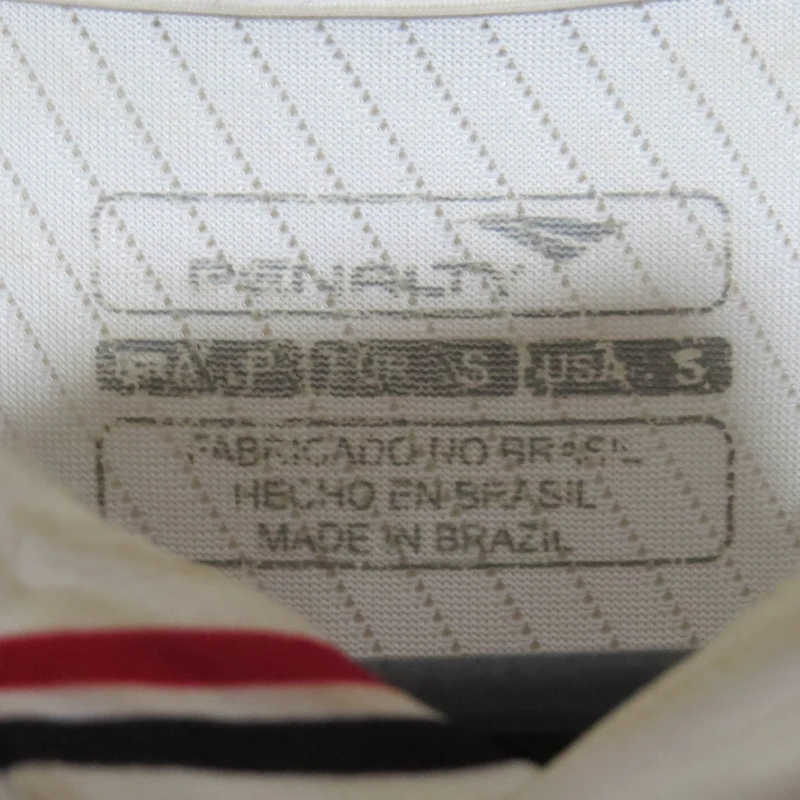 PENALTY
P S USA S
FABRICADO NO BRASIL
HECHO EN BRASIL
MADE IN BRAZIL